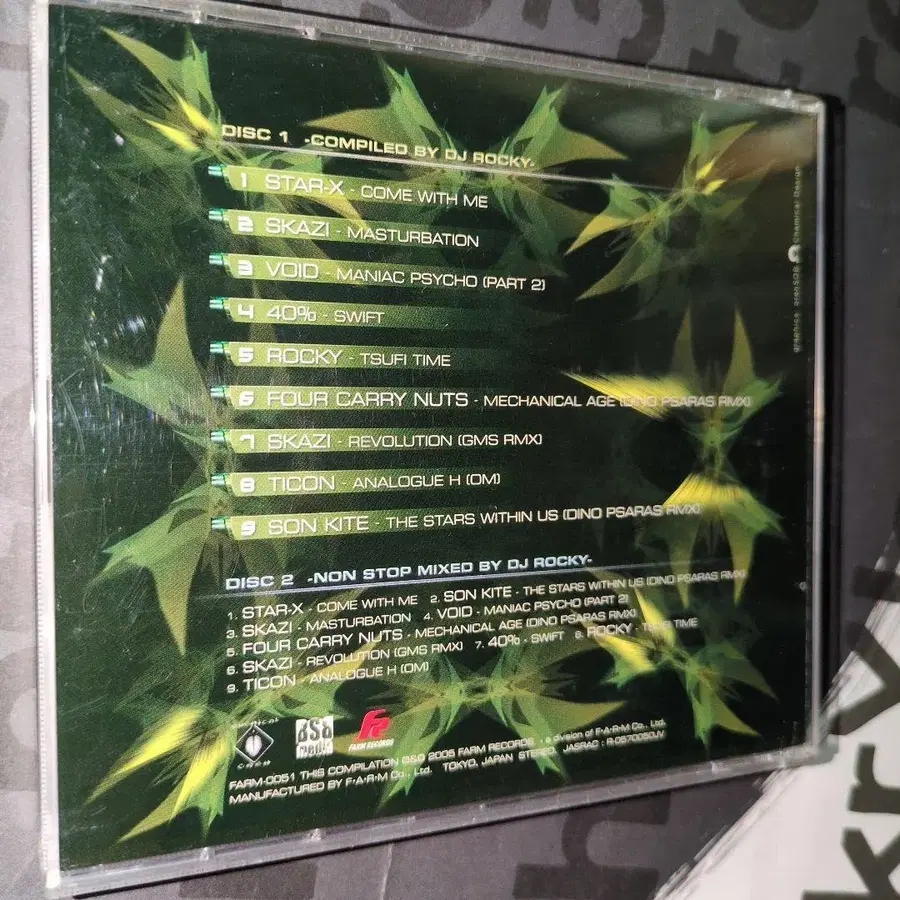 DISC 1 -COMPILED BY DJ ROCKY-
1 STAR-X - COME WITH ME
2 SKAZI - MASTURBATION
3 VOID - MANIAC PSYCHO (PART 2)
4 40% - SWIFT
5 ROCKY - TSUFI TIME
6 FOUR CARRY NUTS - MECHANICAL AGE (DINO PSARAS RMX)
7 SKAZI - REVOLUTION (GMS RMX)
8 TICON - ANALOGUE H (OM)
9 SON KITE - THE STARS WITHIN US (DINO PSARAS RMX)
DISC 2 -NON STOP MIXED BY DJ ROCKY-
1. STAR-X - COME WITH ME 2. SON KITE - THE STARS WITHIN US (DINO PSARAS RMX)
3. SKAZI - MASTURBATION 4. VOID - MANIAC PSYCHO (PART 2)
5. FOUR CARRY NUTS - MECHANICAL AGE (DINO PSARAS RMX)
6. SKAZI - REVOLUTION (GMS RMX) 7. 40% - SWIFT 8. ROCKY - TSUFI TIME
9. TICON - ANALOGUE H (OM)
FARM RECORDS
FARM-0051 THIS COMPILATION ℗&© 2005 FARM RECORDS - a division of F·A·R·M Co., Ltd.
MANUFACTURED BY F·A·R·M Co., Ltd. TOKYO, JAPAN STEREO. JASRAC : R-0570050JV
Chemical Design
kr